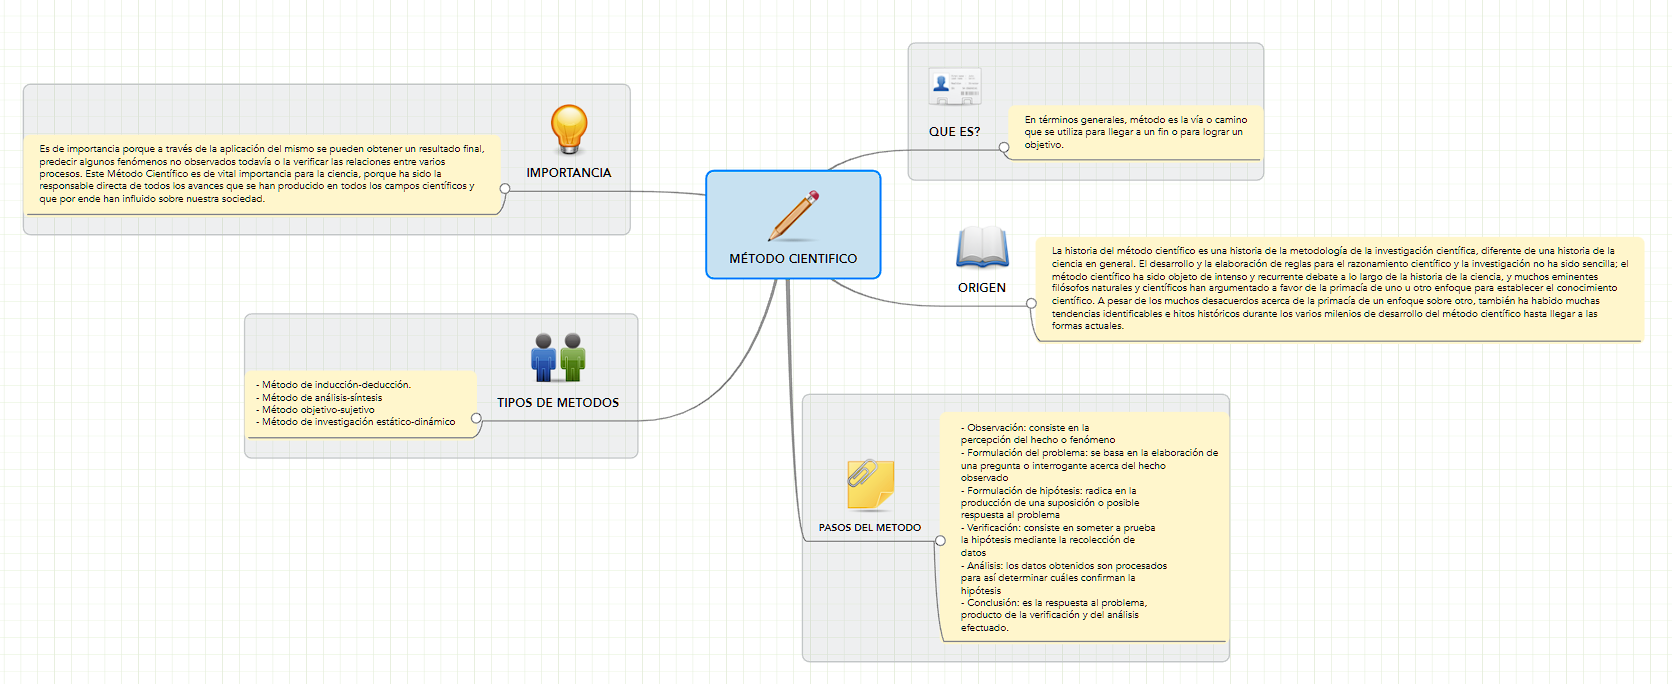 MÉTODO CIENTIFICO
QUE ES?
En términos generales, método es la vía o camino
que se utiliza para llegar a un fin o para lograr un
objetivo.
ORIGEN
La historia del método científico es una historia de la metodología de la investigación científica, diferente de una historia de la
ciencia en general. El desarrollo y la elaboración de reglas para el razonamiento científico y la investigación no ha sido sencilla; el
método científico ha sido objeto de intenso y recurrente debate a lo largo de la historia de la ciencia, y muchos eminentes
filósofos naturales y científicos han argumentado a favor de la primacía de uno u otro enfoque para establecer el conocimiento
científico. A pesar de los muchos desacuerdos acerca de la primacía de un enfoque sobre otro, también ha habido muchas
tendencias identificables e hitos históricos durante los varios milenios de desarrollo del método científico hasta llegar a las
formas actuales.
PASOS DEL METODO
- Observación: consiste en la
percepción del hecho o fenómeno
- Formulación del problema: se basa en la elaboración de
una pregunta o interrogante acerca del hecho
observado
- Formulación de hipótesis: radica en la
producción de una suposición o posible
respuesta al problema
- Verificación: consiste en someter a prueba
la hipótesis mediante la recolección de
datos
- Análisis: los datos obtenidos son procesados
para así determinar cuáles confirman la
hipótesis
- Conclusión: es la respuesta al problema,
producto de la verificación y del análisis
efectuado.
TIPOS DE METODOS
- Método de inducción-deducción.
- Método de análisis-síntesis
- Método objetivo-sujetivo
- Método de investigación estático-dinámico
IMPORTANCIA
Es de importancia porque a través de la aplicación del mismo se pueden obtener un resultado final,
predecir algunos fenómenos no observados todavía o la verificar las relaciones entre varios
procesos. Este Método Científico es de vital importancia para la ciencia, porque ha sido la
responsable directa de todos los avances que se han producido en todos los campos científicos y
que por ende han influido sobre nuestra sociedad.